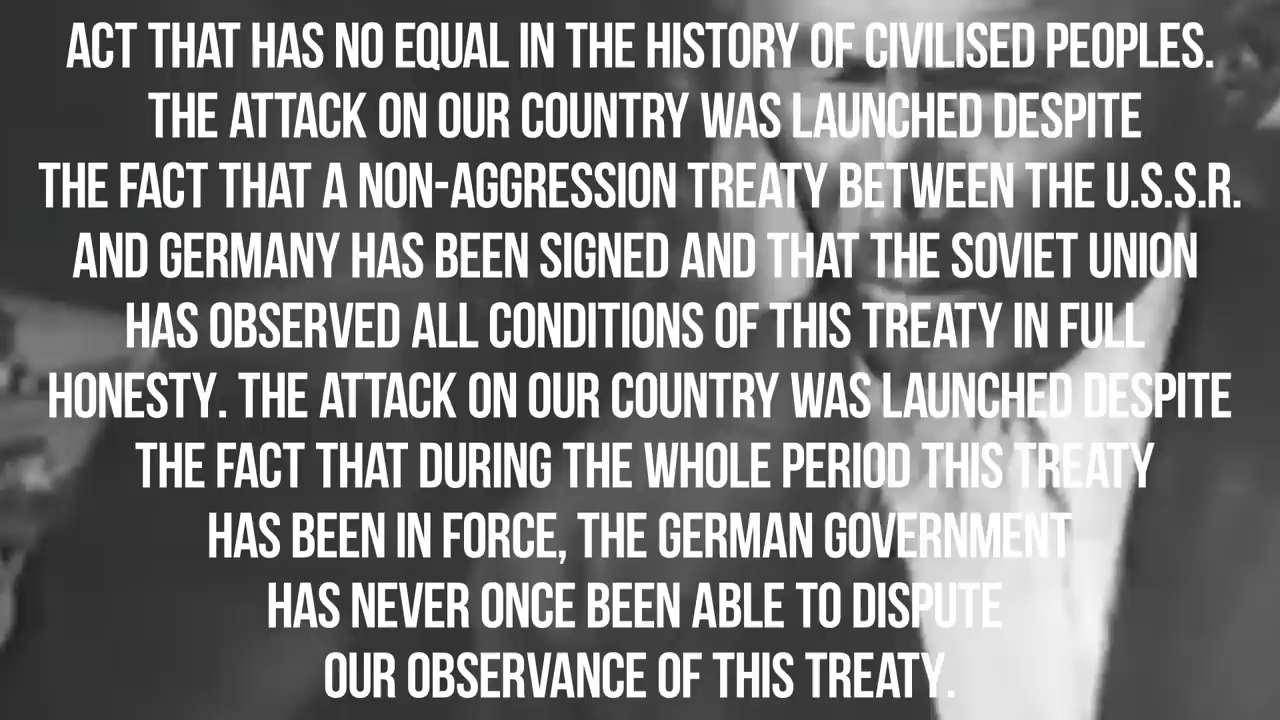 ACT THAT HAS NO EQUAL IN THE HISTORY OF CIVILISED PEOPLES.
THE ATTACK ON OUR COUNTRY WAS LAUNCHED DESPITE
THE FACT THAT A NON-AGGRESSION TREATY BETWEEN THE U.S.S.R.
AND GERMANY HAS BEEN SIGNED AND THAT THE SOVIET UNION
HAS OBSERVED ALL CONDITIONS OF THIS TREATY IN FULL
HONESTY. THE ATTACK ON OUR COUNTRY WAS LAUNCHED DESPITE
THE FACT THAT DURING THE WHOLE PERIOD THIS TREATY
HAS BEEN IN FORCE, THE GERMAN GOVERNMENT
HAS NEVER ONCE BEEN ABLE TO DISPUTE
OUR OBSERVANCE OF THIS TREATY.